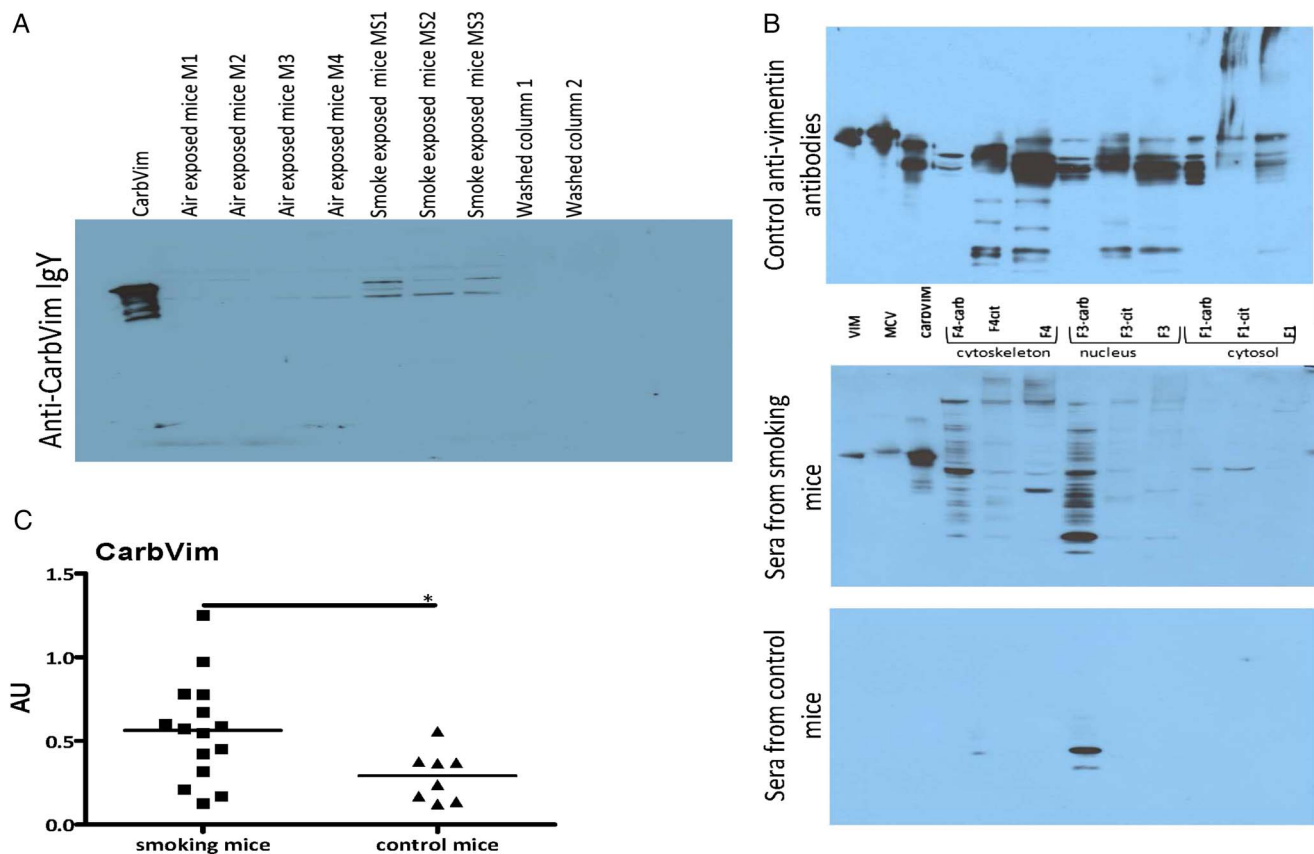 A
CarbVim
Air exposed mice M1
Air exposed mice M2
Air exposed mice M3
Air exposed mice M4
Smoke exposed mice MS1
Smoke exposed mice MS2
Smoke exposed mice MS3
Washed column 1
Washed column 2
Anti-CarbVim IgY
B
Control anti-vimentin
antibodies
VIM
MCV
carbVIM
F4-carb
F4cit
F4
F3-carb
F3-cit
F3
F1-carb
F1-cit
F1
cytoskeleton
nucleus
cytosol
Sera from smoking
mice
Sera from control
mice
C
CarbVim
1.5
1.0
0.5
0.0
AU
*
smoking mice
control mice